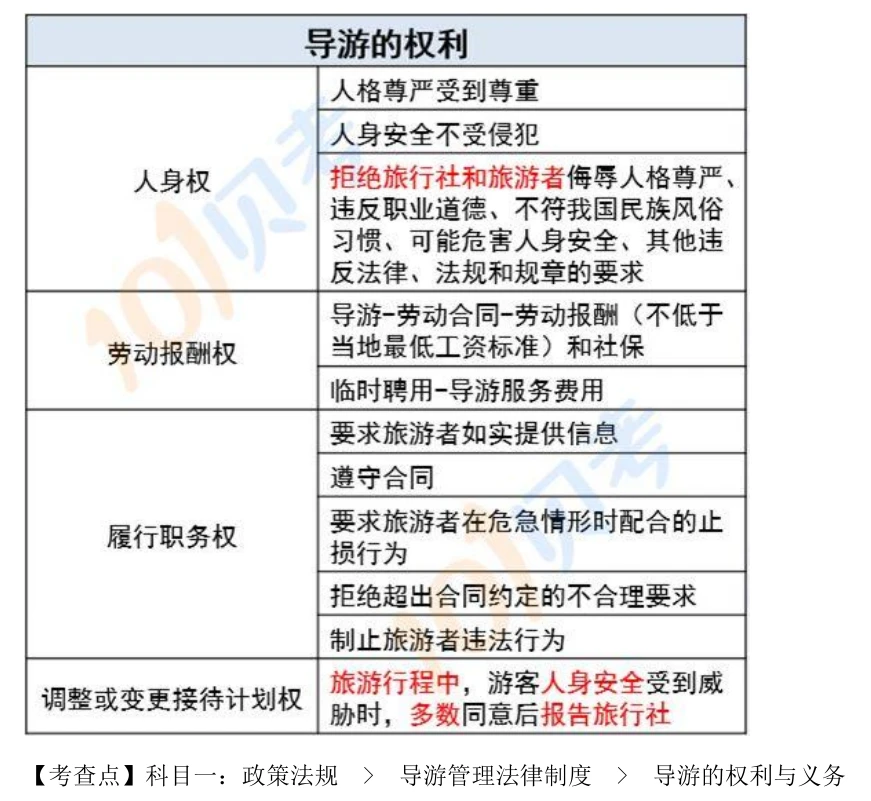 导游的权利
人身权
人格尊严受到尊重
人身安全不受侵犯
拒绝旅行社和旅游者侮辱人格尊严、
违反职业道德、不符我国民族风俗
习惯、可能危害人身安全、其他违
反法律、法规和规章的要求
劳动报酬权
导游-劳动合同-劳动报酬（不低于
当地最低工资标准）和社保
临时聘用-导游服务费用
履行职务权
要求旅游者如实提供信息
遵守合同
要求旅游者在危急情形时配合的止
损行为
拒绝超出合同约定的不合理要求
制止旅游者违法行为
调整或变更接待计划权
旅游行程中，游客人身安全受到威
胁时，多数同意后报告旅行社
【考查点】科目一：政策法规 > 导游管理法律制度 > 导游的权利与义务
101贝考
101贝考